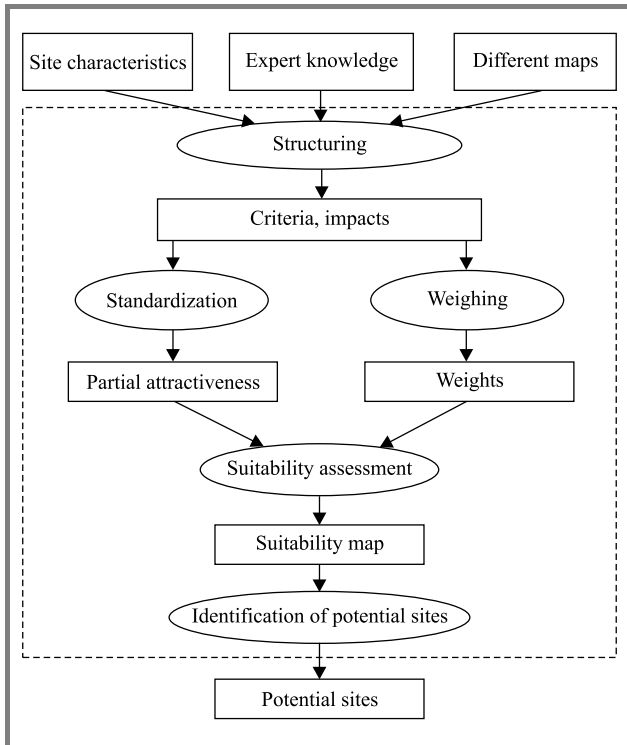 Site characteristics
Expert knowledge
Different maps
Structuring
Criteria, impacts
Standardization
Weighing
Partial attractiveness
Weights
Suitability assessment
Suitability map
Identification of potential sites
Potential sites